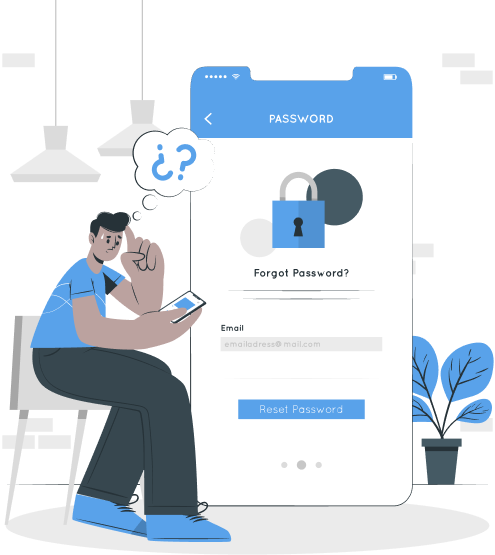 PASSWORD
¿?
Forgot Password?
Email
emailadress@mail.com
Reset Password